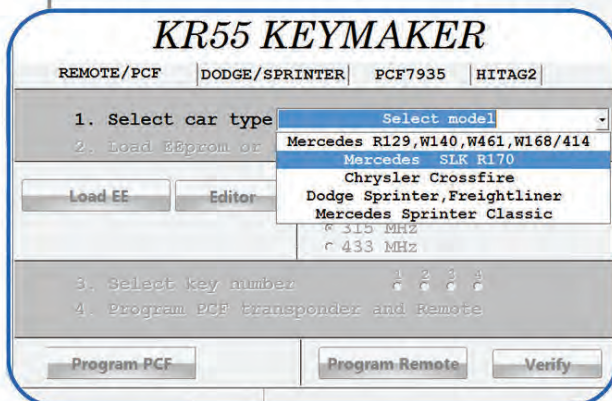 KR55 KEYMAKER
REMOTE/PCF DODGE/SPRINTER PCF7935 HITAG2
1. Select car type Select model
2. Load EEprom or
Mercedes R129,W140,W461,W168/414
Mercedes SLK R170
Chrysler Crossfire
Dodge Sprinter,Freightliner
Mercedes Sprinter Classic
Load EE Editor
315 MHz
433 MHz
3. Select key number 1 2 3 4
4. Program PCF transponder and Remote
Program PCF Program Remote Verify